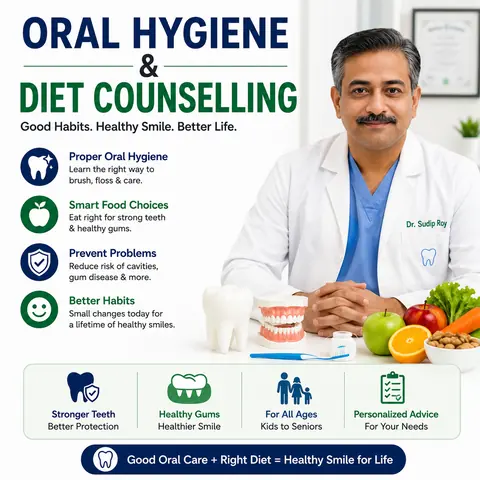 ORAL HYGIENE
&
DIET COUNSELLING
Good Habits. Healthy Smile. Better Life.
Proper Oral Hygiene
Learn the right way to
brush, floss & care.
Smart Food Choices
Eat right for strong teeth
& healthy gums.
Prevent Problems
Reduce risk of cavities,
gum disease & more.
Better Habits
Small changes today for
a lifetime of healthy smiles.
Dr. Sudip Roy
Stronger Teeth
Better Protection
Healthy Gums
Healthier Smile
For All Ages
Kids to Seniors
Personalized Advice
For Your Needs
Good Oral Care + Right Diet = Healthy Smile for Life